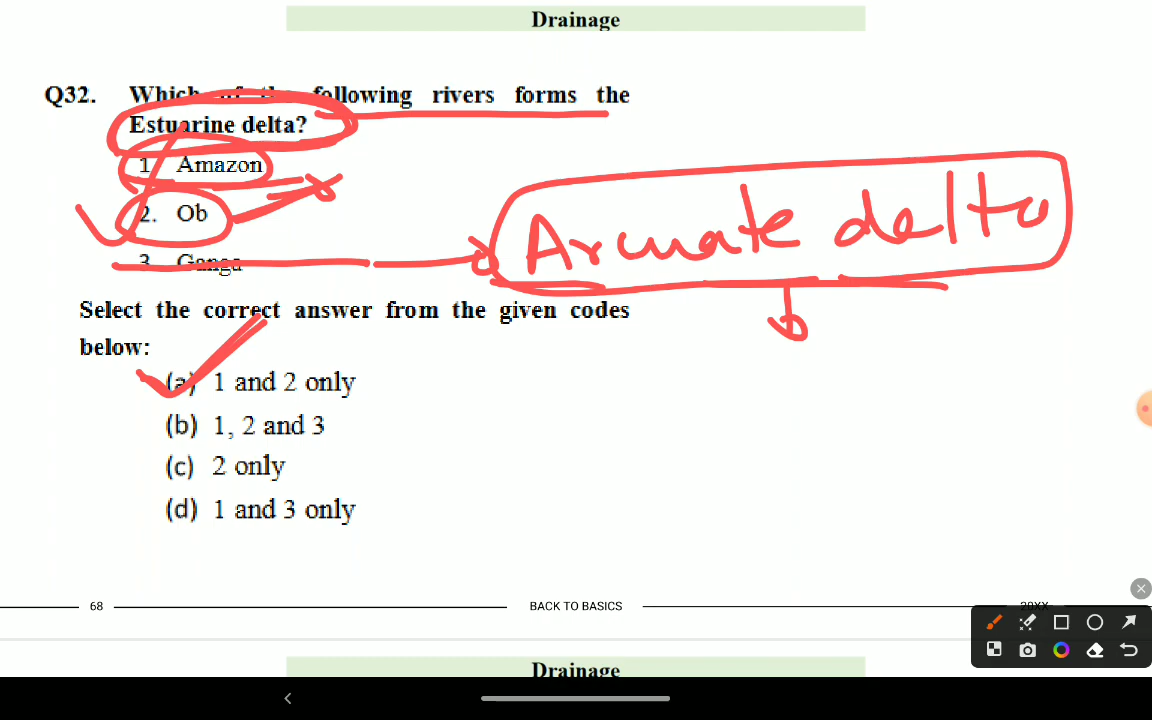 Drainage
Q32. Which of the following rivers forms the
Estuarine delta?
1. Amazon
2. Ob
3. Ganga
Arcuate delta
Select the correct answer from the given codes
below:
(a) 1 and 2 only
(b) 1, 2 and 3
(c) 2 only
(d) 1 and 3 only
68
BACK TO BASICS
20XX
Drainage